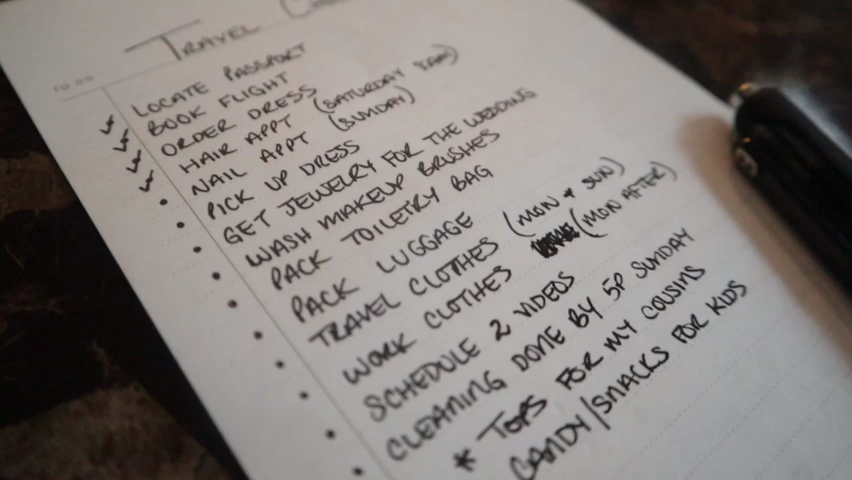 TRAVEL
TO DO
LOCATE PASSPORT
BOOK FLIGHT
ORDER DRESS
HAIR APPT (SATURDAY 8AM)
NAIL APPT (SUNDAY)
PICK UP DRESS
GET JEWELRY FOR THE WEDDING
WASH MAKEUP BRUSHES
PACK TOILETRY BAG
PACK LUGGAGE
TRAVEL CLOTHES (MON + SUN)
WORK CLOTHES (MON AFTER)
SCHEDULE 2 VIDEOS
CLEANING DONE BY 5P SUNDAY
* TOPS FOR MY COUSINS
CANDY/SNACKS FOR KIDS